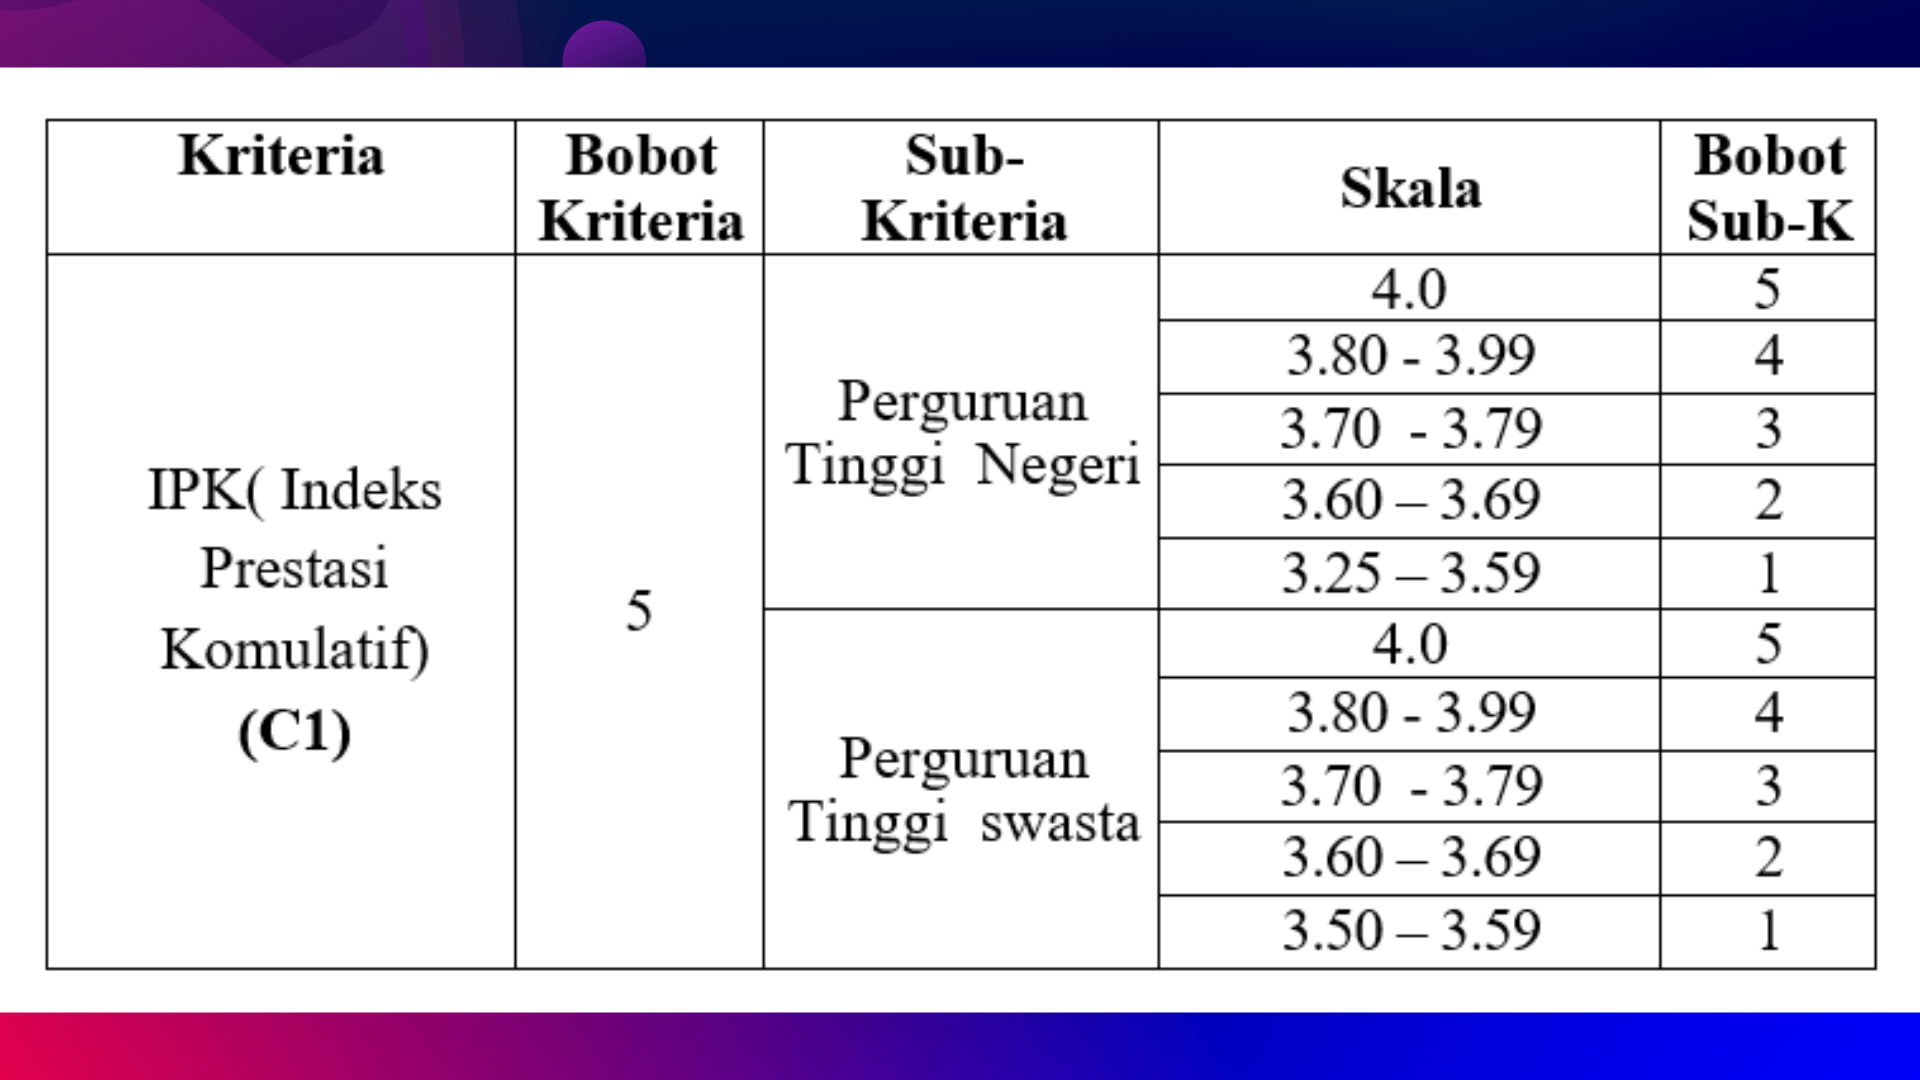 Kriteria
Bobot
Kriteria
Sub-
Kriteria
Skala
Bobot
Sub-K
IPK( Indeks
Prestasi
Komulatif)
(C1)
5
Perguruan
Tinggi Negeri
4.0 5
3.80 - 3.99 4
3.70 - 3.79 3
3.60 – 3.69 2
3.25 – 3.59 1
Perguruan
Tinggi swasta
4.0 5
3.80 - 3.99 4
3.70 - 3.79 3
3.60 – 3.69 2
3.50 – 3.59 1